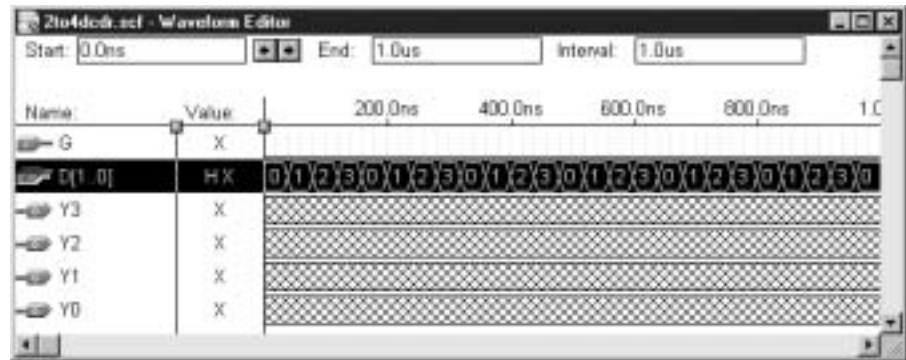 2to4dcdr.scf - Waveform Editor
Start: 0.0ns End: 1.0us Interval: 1.0us
Name: Value: 200.0ns 400.0ns 600.0ns 800.0ns 1.0
G X
D[1..0] H X 0 1 2 3 0 1 2 3 0 1 2 3 0 1 2 3 0 1 2 3 0
Y3 X
Y2 X
Y1 X
Y0 X